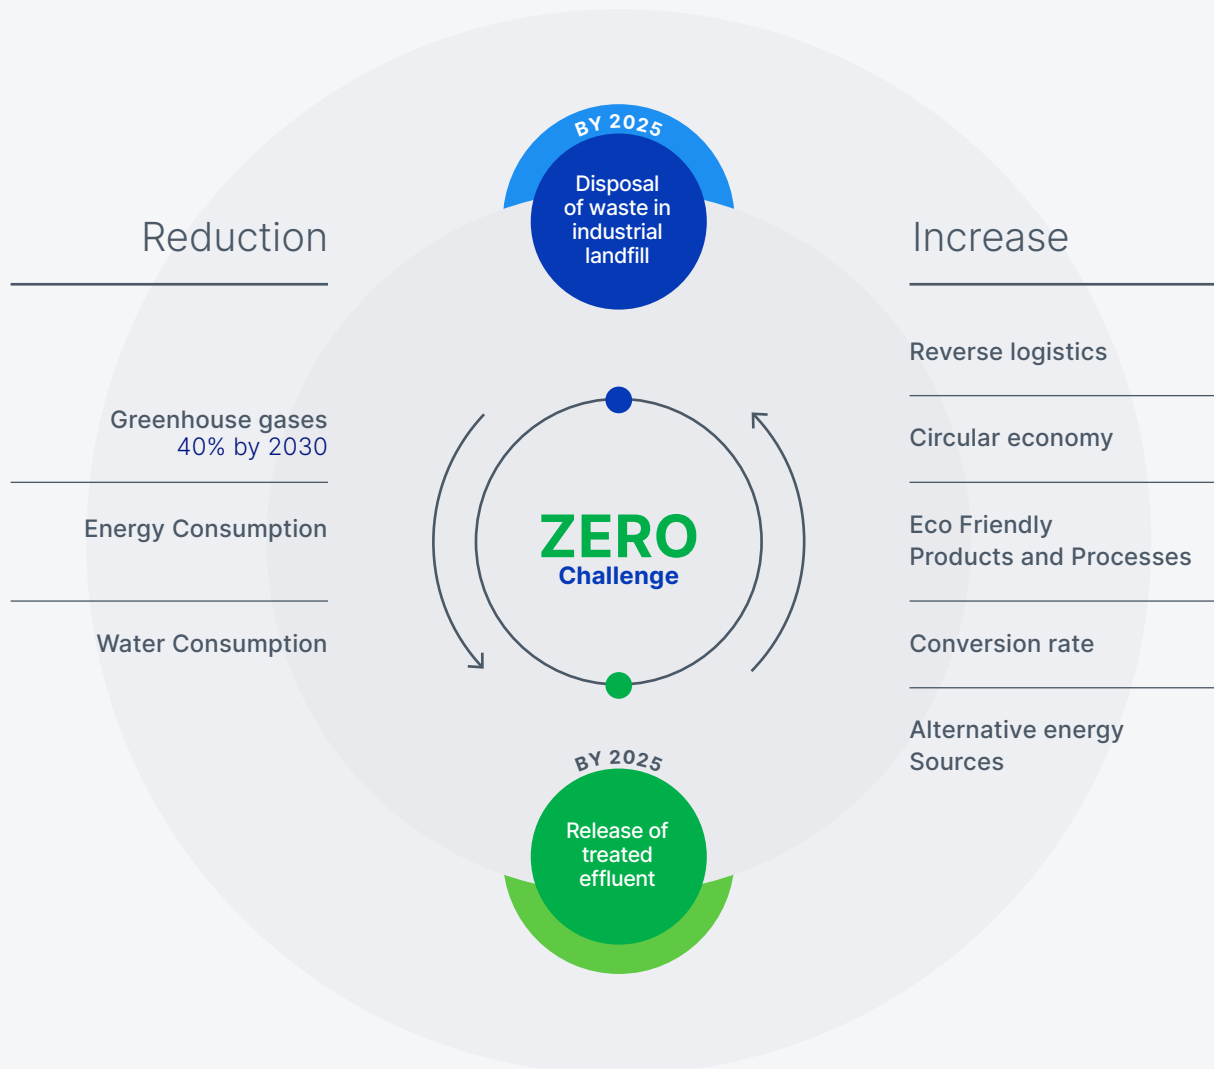 BY 2025
Disposal
of waste in
industrial
landfill
Reduction
Greenhouse gases
40% by 2030
Energy Consumption
Water Consumption
ZERO
Challenge
Increase
Reverse logistics
Circular economy
Eco Friendly
Products and Processes
Conversion rate
Alternative energy
Sources
BY 2025
Release of
treated
effluent